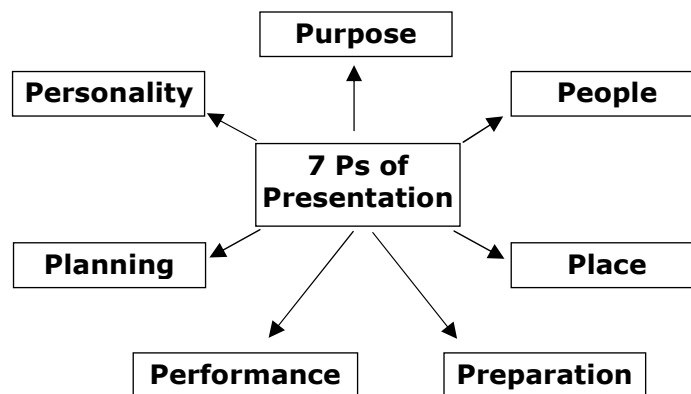 Purpose
Personality
People
7 Ps of
Presentation
Planning
Place
Performance
Preparation